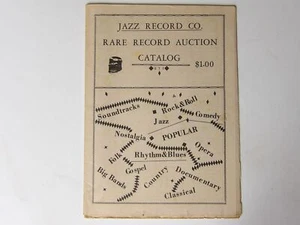 JAZZ RECORD CO.
RARE RECORD AUCTION
CATALOG
$1.00
Soundtracks
Rock&Roll
Comedy
Jazz
Nostalgia
POPULAR
Opera
Folk
Rhythm&Blues
Gospel
Big Bands
Country
Documentary
Classical